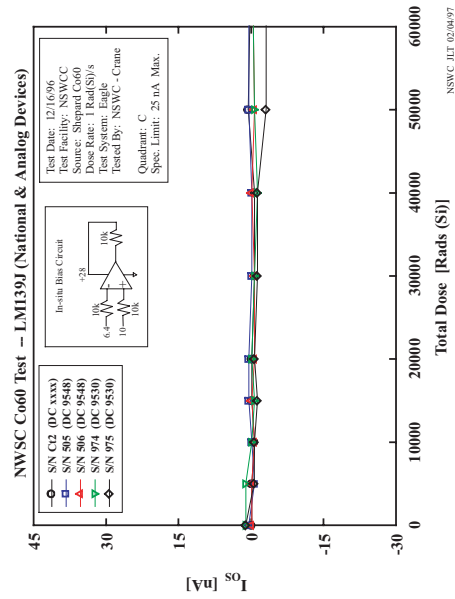 NWSC Co60 Test -- LM139J (National & Analog Devices)
S/N Ct2 (DC xxxx)
S/N 505 (DC 9548)
S/N 506 (DC 9548)
S/N 974 (DC 9530)
S/N 975 (DC 9530)
In-situ Bias Circuit
+28
10k
6.4
10k
10
10k
-
+
Test Date: 12/16/96
Test Facility: NSWCC
Source: Shepard Co60
Dose Rate: 1 Rad(Si)/s
Test System: Eagle
Tested By: NSWC - Crane
Quadrant: C
Spec. Limit: 25 nA Max.
I OS [nA]
45
30
15
0
-15
-30
0
10000
20000
30000
40000
50000
60000
Total Dose [Rads (Si)]
NSWC JLT 02/04/97